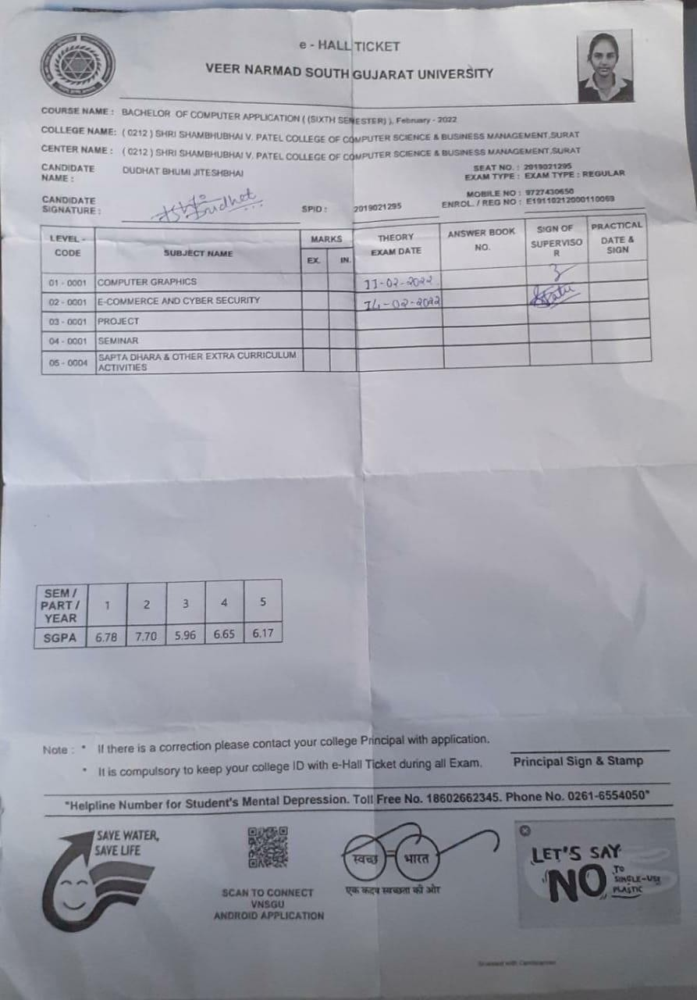 e - HALL TICKET
VEER NARMAD SOUTH GUJARAT UNIVERSITY
COURSE NAME : BACHELOR OF COMPUTER APPLICATION ( (SIXTH SEMESTER) ), February - 2022
COLLEGE NAME: ( 0212 ) SHRI SHAMBHUBHAI V. PATEL COLLEGE OF COMPUTER SCIENCE & BUSINESS MANAGEMENT,SURAT
CENTER NAME : ( 0212 ) SHRI SHAMBHUBHAI V. PATEL COLLEGE OF COMPUTER SCIENCE & BUSINESS MANAGEMENT,SURAT
CANDIDATE NAME : DUDHAT BHUMI JITESHBHAI
SEAT NO. : 2019021295
EXAM TYPE : EXAM TYPE : REGULAR
MOBILE NO : 9727430650
CANDIDATE SIGNATURE :
SPID : 2019021295
ENROL. / REG NO : E19110212000110069
LEVEL - CODE SUBJECT NAME MARKS EX. IN. THEORY EXAM DATE ANSWER BOOK NO. SIGN OF SUPERVISO R PRACTICAL DATE & SIGN
01 - 0001 COMPUTER GRAPHICS 11-02-2022
02 - 0001 E-COMMERCE AND CYBER SECURITY 14-02-2022
03 - 0001 PROJECT
04 - 0001 SEMINAR
05 - 0004 SAPTA DHARA & OTHER EXTRA CURRICULUM
ACTIVITIES
SEM / PART / YEAR 1 2 3 4 5
SGPA 6.78 7.70 5.96 6.65 6.17
Note : * If there is a correction please contact your college Principal with application.
* It is compulsory to keep your college ID with e-Hall Ticket during all Exam.
Principal Sign & Stamp
"Helpline Number for Student's Mental Depression. Toll Free No. 18602662345. Phone No. 0261-6554050"
SAVE WATER,
SAVE LIFE
SCAN TO CONNECT
VNSGU
ANDROID APPLICATION
स्वच्छ भारत
एक कदम स्वच्छता की ओर
LET'S SAY
NO TO
SINGLE-USE
PLASTIC
Scanned with CamScanner